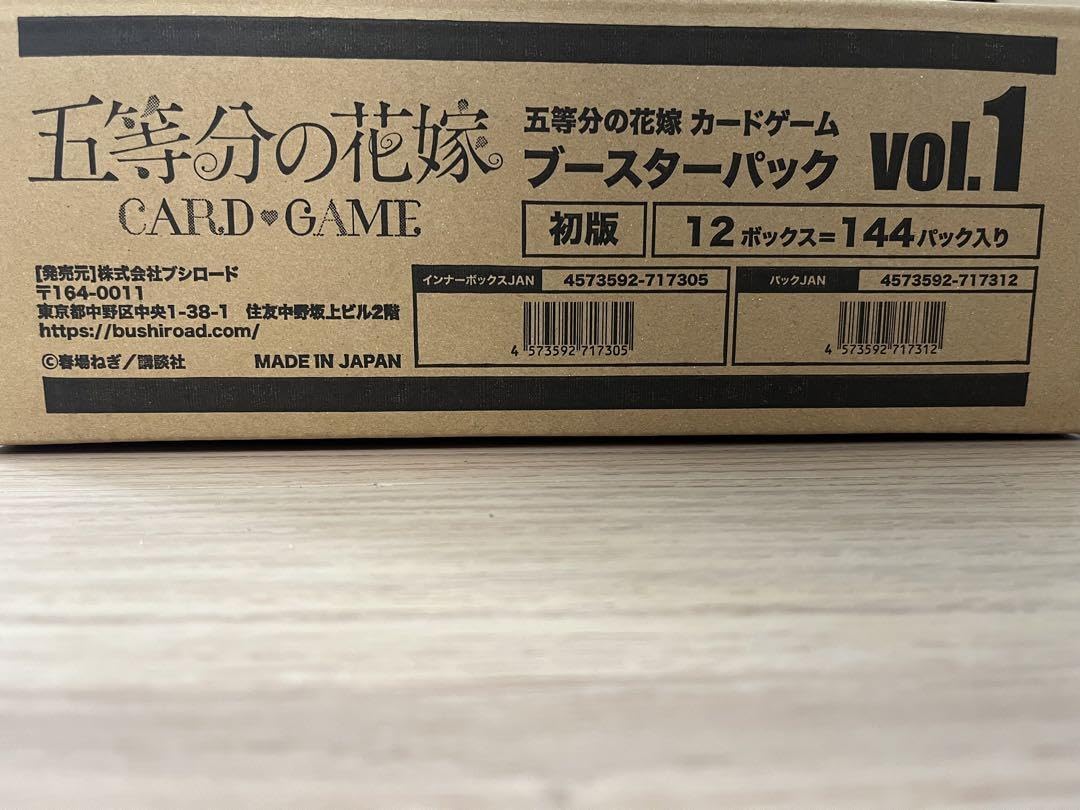 五等分の花嫁
CARD♥GAME
五等分の花嫁 カードゲーム
ブースターパック vol.1
初版
12ボックス=144パック入り
[発売元]株式会社ブシロード
〒164-0011
東京都中野区中央1-38-1 住友中野坂上ビル2階
https://bushiroad.com/
©春場ねぎ/講談社 MADE IN JAPAN
インナーボックスJAN 4573592-717305
4 573592 717305
パックJAN 4573592-717312
4 573592 717312